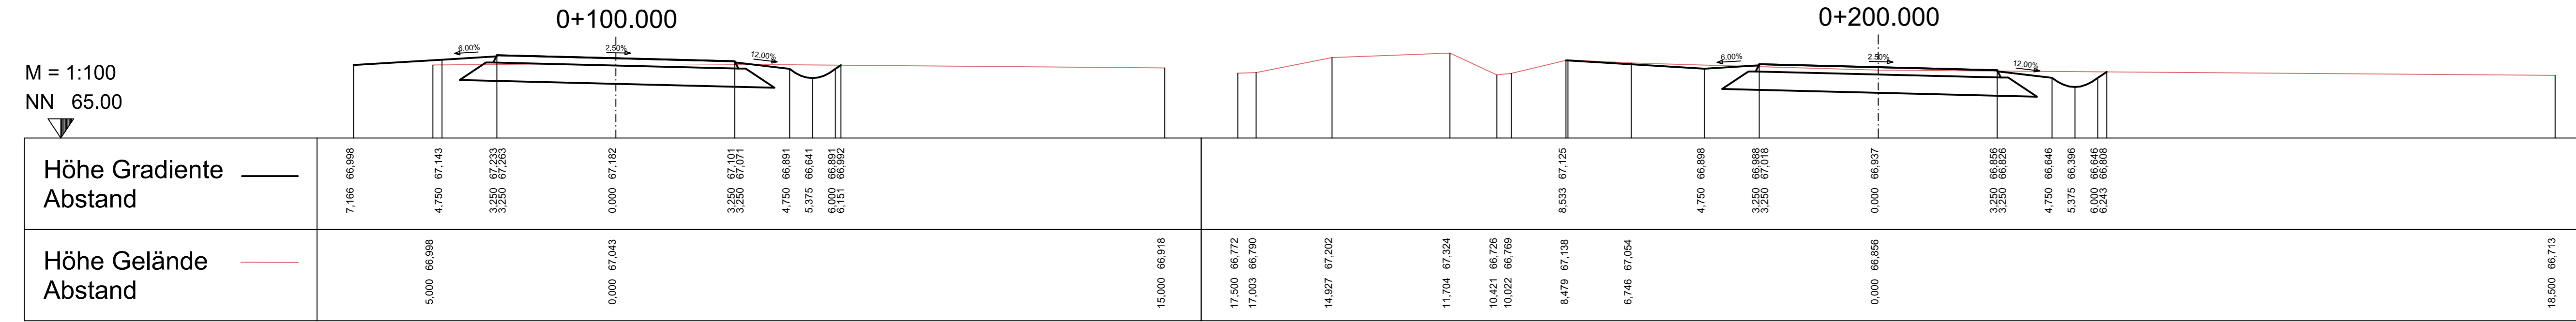 0+100.000
0+200.000
6.00%
2.50%
12.00%
6.00%
2.50%
12.00%
M = 1:100
NN 65.00
Höhe Gradiente
66,998 67,143 67,233 67,263 67,182 67,101 67,071 66,891 66,641 66,891 66,992 67,125 66,898 66,988 67,018 66,937 66,856 66,826 66,646 66,396 66,646 66,808
Abstand
7,166 4,750 3,250 3,250 0,000 3,250 3,250 4,750 5,375 6,000 6,151 8,533 4,750 3,250 3,250 0,000 3,250 3,250 4,750 5,375 6,000 6,243
Höhe Gelände
66,998 67,043 66,918 66,772 66,790 67,202 67,324 66,726 66,769 67,138 67,054 66,856 66,713
Abstand
5,000 0,000 15,000 17,500 17,003 14,927 11,704 10,421 10,022 8,479 6,746 0,000 18,500